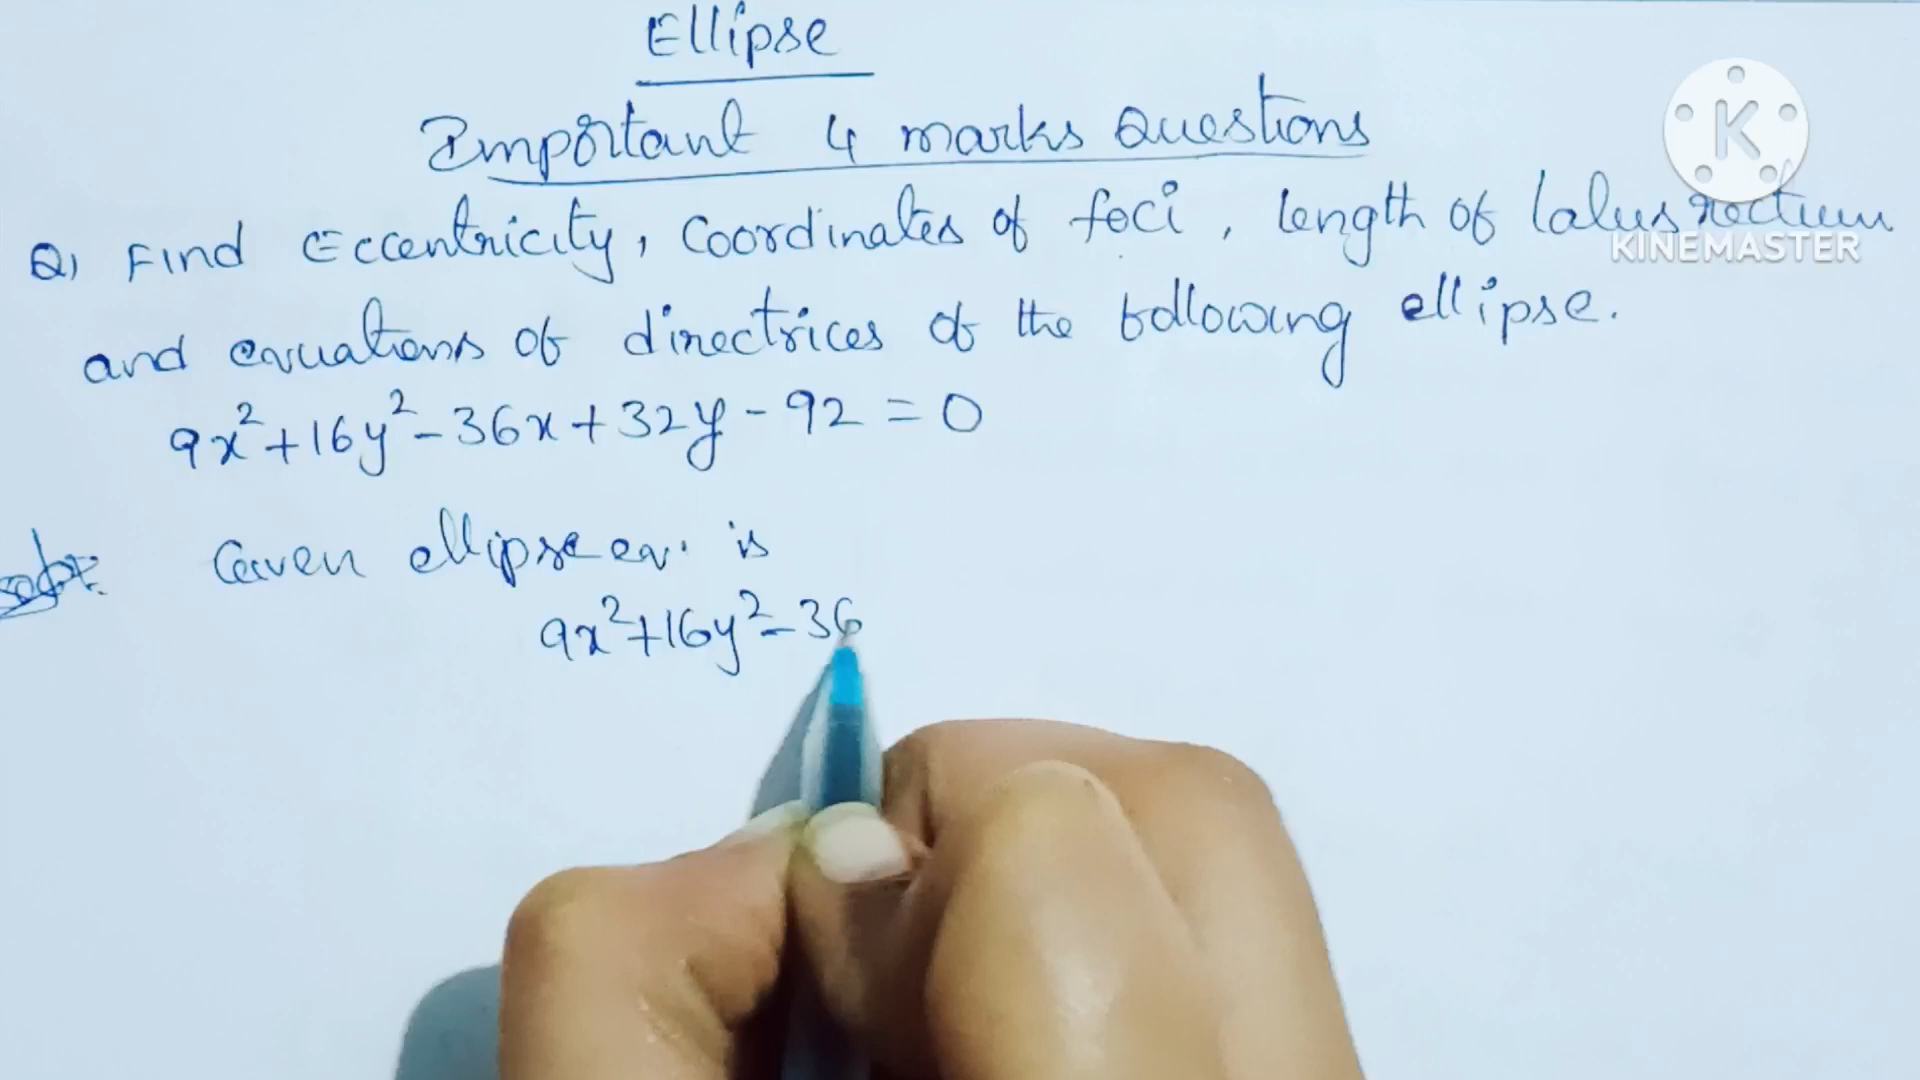 Ellipse
Important 4 marks Questions
Q) Find Eccentricity, Coordinates of foci, length of latus rectum
KINEMASTER
and equations of directrices of the following ellipse.
9x²+16y²-36x+32y-92=0
Soln:
Given ellipse eq. is
9x²+16y²-36